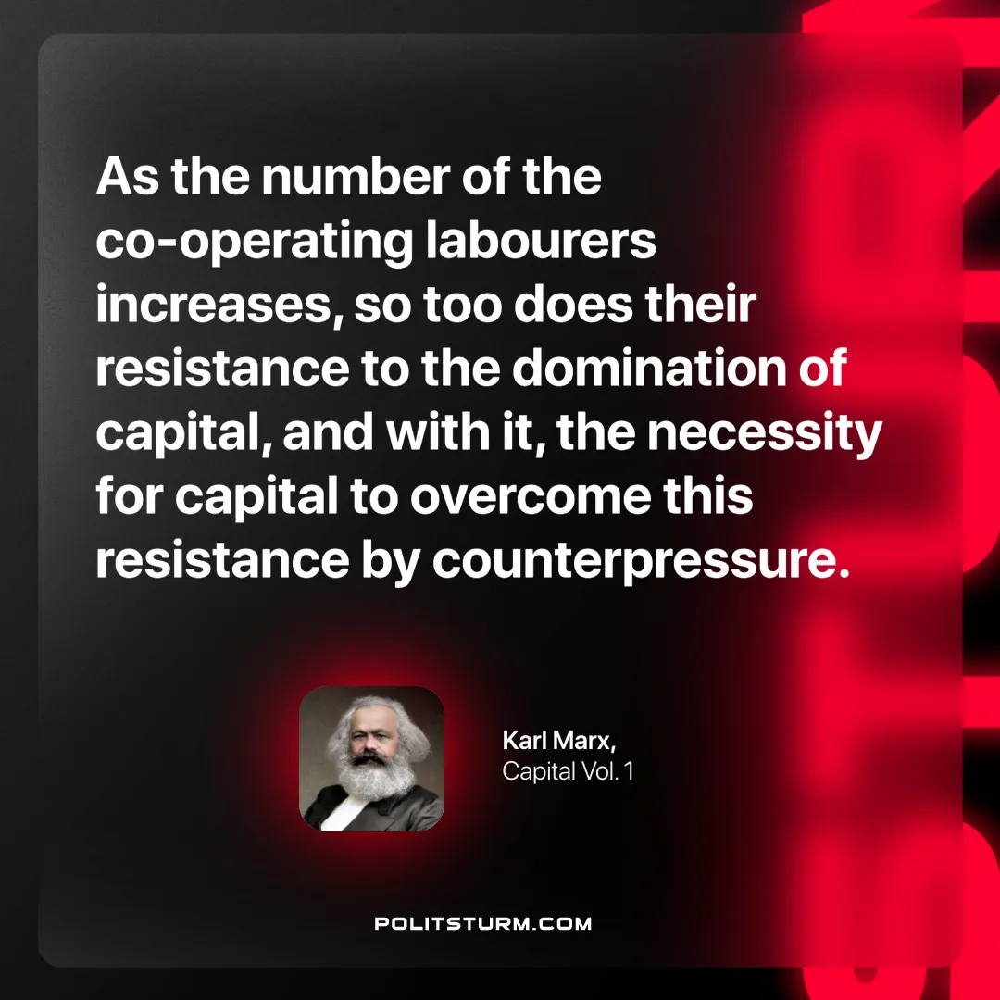 As the number of the
co-operating labourers
increases, so too does their
resistance to the domination of
capital, and with it, the necessity
for capital to overcome this
resistance by counterpressure.
Karl Marx,
Capital Vol. 1
POLITSTURM.COM